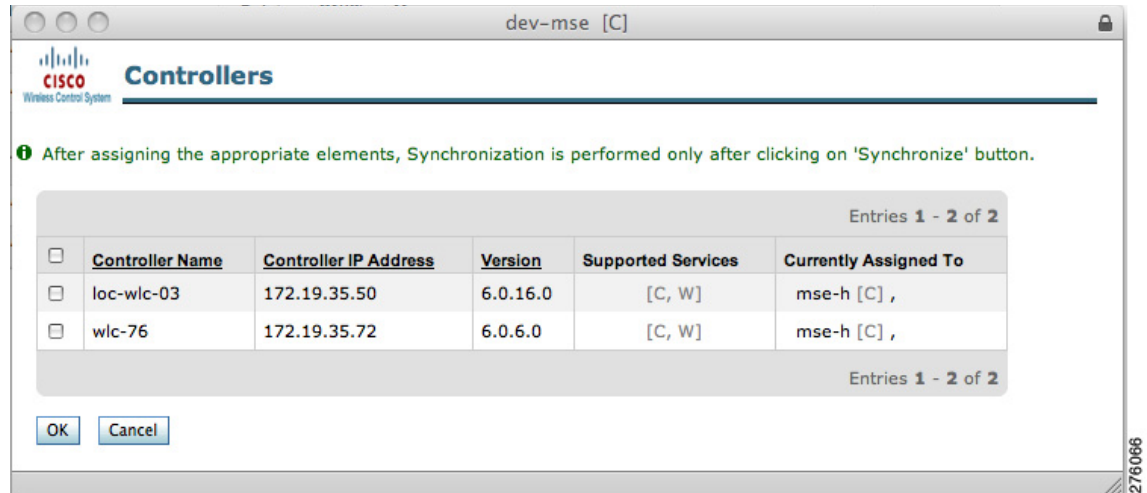 dev-mse [C]
CISCO
Wireless Control System
Controllers
After assigning the appropriate elements, Synchronization is performed only after clicking on 'Synchronize' button.
Entries 1 - 2 of 2
Controller Name Controller IP Address Version Supported Services Currently Assigned To
loc-wlc-03 172.19.35.50 6.0.16.0 [C, W] mse-h [C] ,
wlc-76 172.19.35.72 6.0.6.0 [C, W] mse-h [C] ,
Entries 1 - 2 of 2
OK Cancel
276066